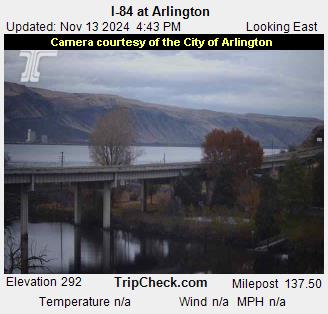 I-84 at Arlington
Updated: Nov 13 2024 4:43 PM Looking East
Camera courtesy of the City of Arlington
Elevation 292 TripCheck.com Milepost 137.50
Temperature n/a Wind n/a MPH n/a